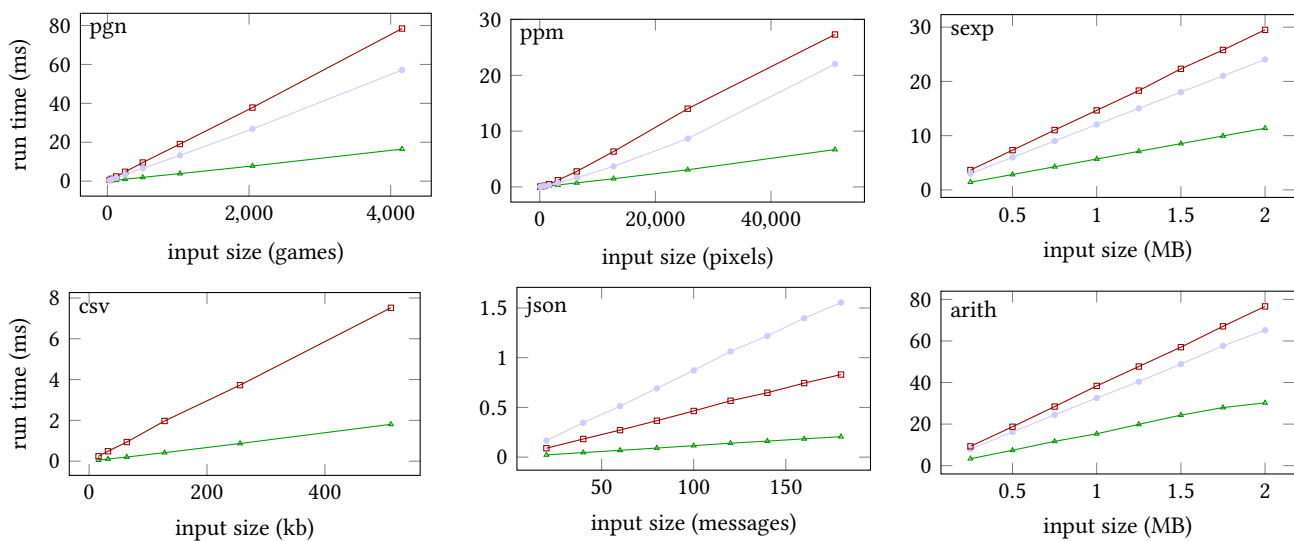 pgn
80
60
40
20
0
run time (ms)
0 2,000 4,000
input size (games)
ppm
30
20
10
0
0 20,000 40,000
input size (pixels)
sexp
30
20
10
0
0.5 1 1.5 2
input size (MB)
csv
8
6
4
2
0
run time (ms)
0 200 400
input size (kb)
json
1.5
1
0.5
0
50 100 150
input size (messages)
arith
80
60
40
20
0
0.5 1 1.5 2
input size (MB)